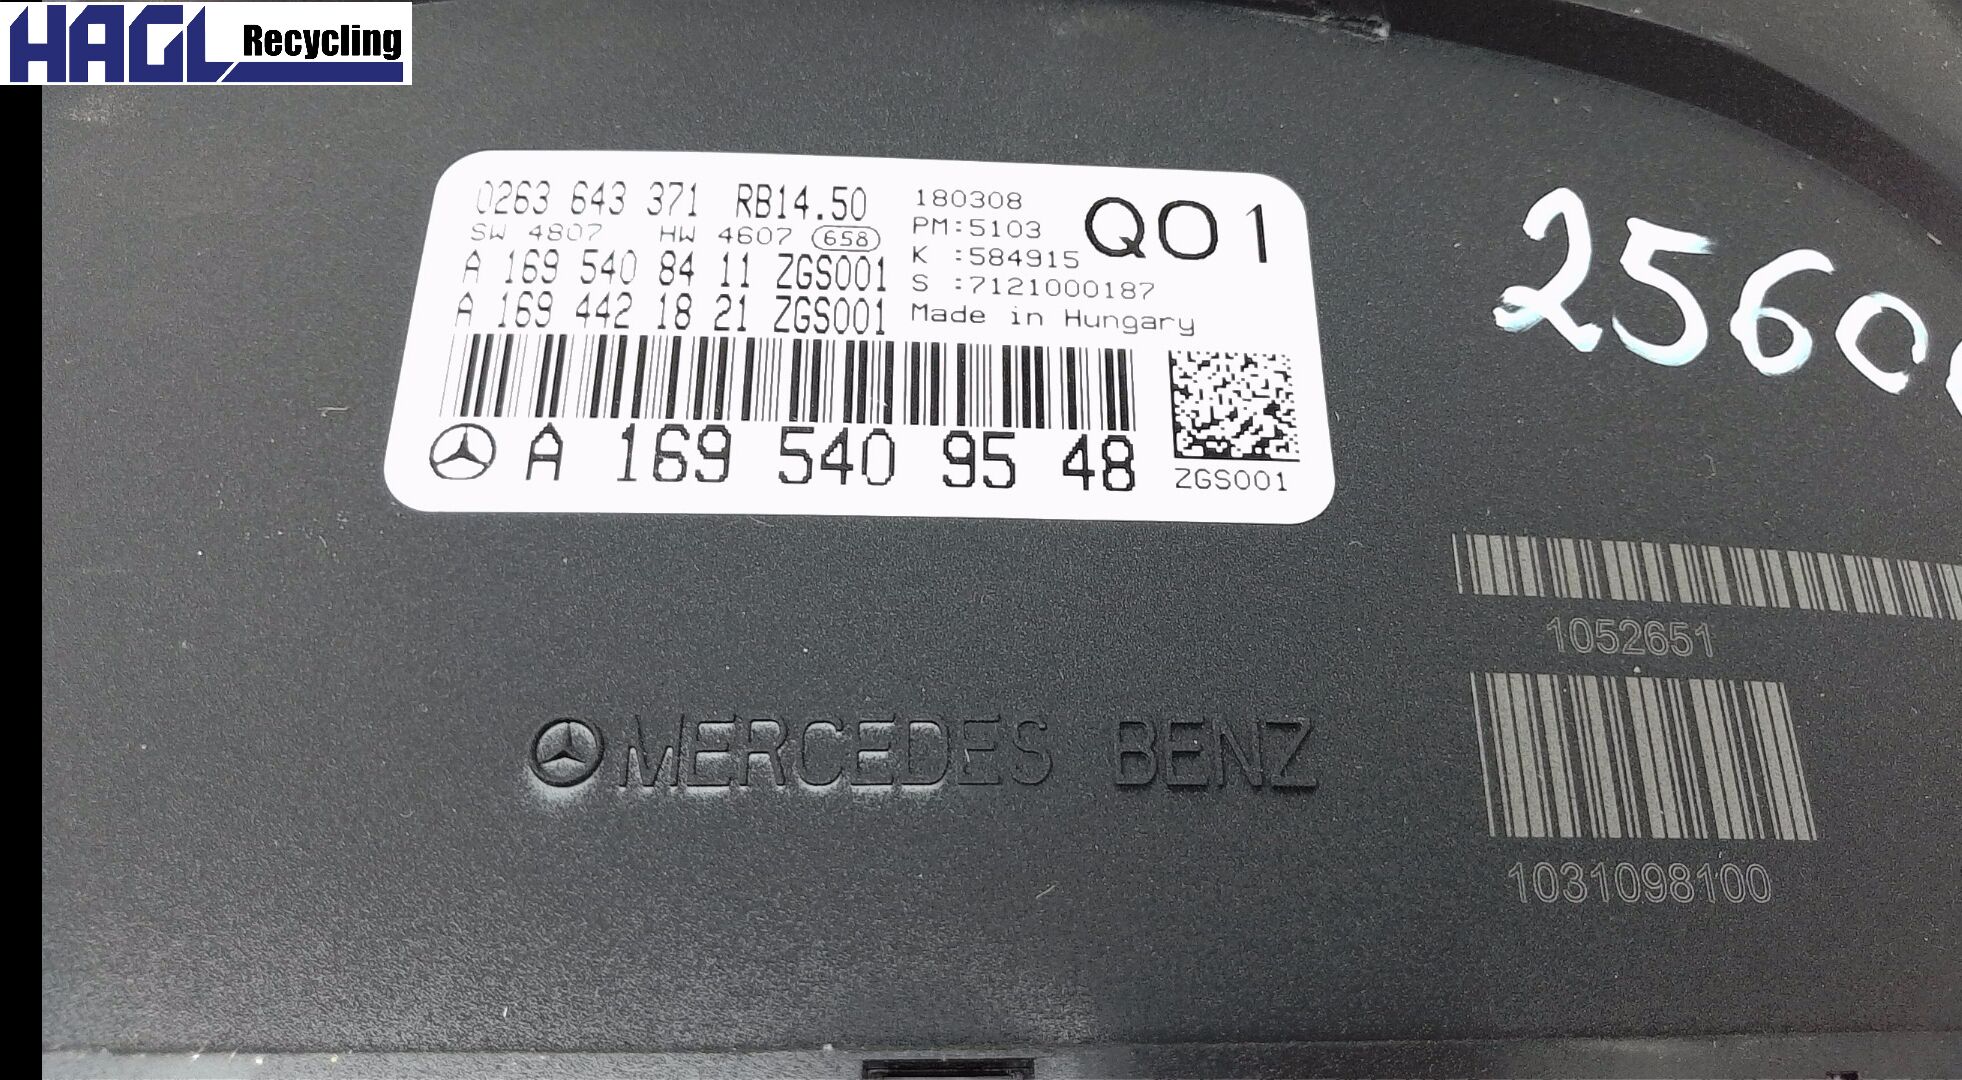 HAGL Recycling
0263 643 371 RB14.50
SW 4807 HW 4607 658
A 169 540 84 11 ZGS001
A 169 442 18 21 ZGS001
180308
PM:5103
K :584915
S :7121000187
Made in Hungary
Q01
A 169 540 95 48
ZGS001
2560
1052651
1031098100
MERCEDES BENZ